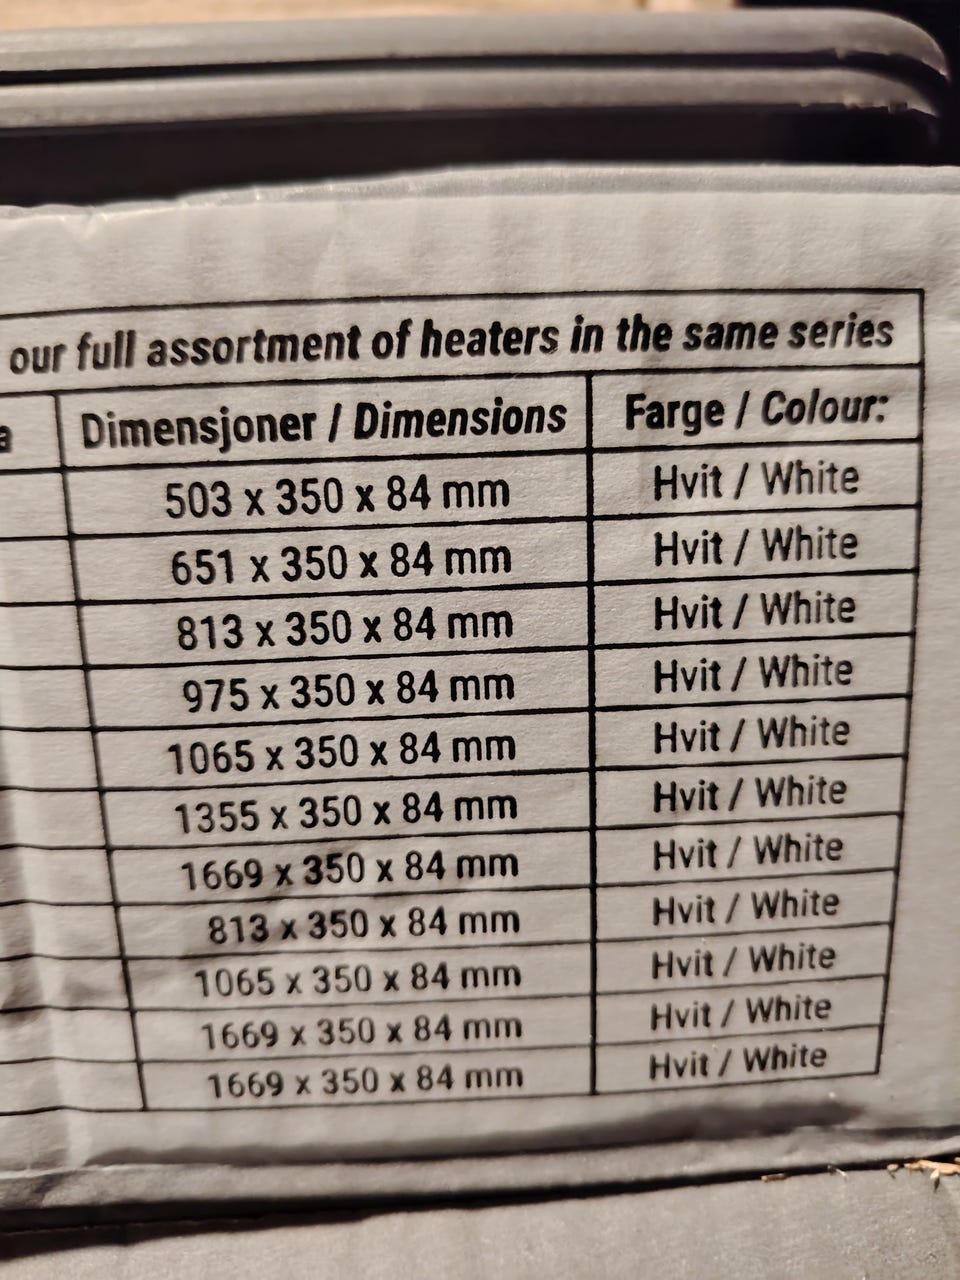 our full assortment of heaters in the same series
Dimensjoner / Dimensions Farge / Colour:
503 x 350 x 84 mm Hvit / White
651 x 350 x 84 mm Hvit / White
813 x 350 x 84 mm Hvit / White
975 x 350 x 84 mm Hvit / White
1065 x 350 x 84 mm Hvit / White
1355 x 350 x 84 mm Hvit / White
1669 x 350 x 84 mm Hvit / White
813 x 350 x 84 mm Hvit / White
1065 x 350 x 84 mm Hvit / White
1669 x 350 x 84 mm Hvit / White
1669 x 350 x 84 mm Hvit / White